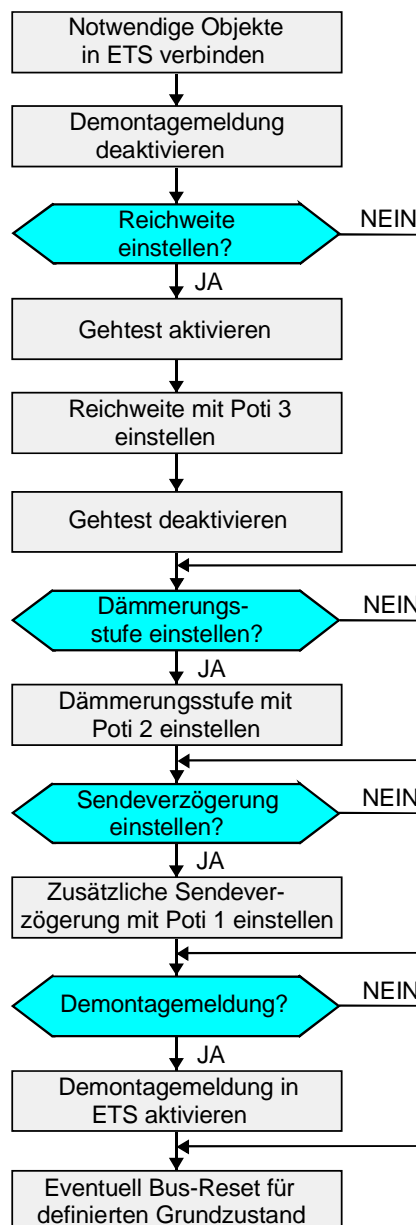 Notwendige Objekte
in ETS verbinden
Demontagemeldung
deaktivieren
Reichweite
einstellen?
NEIN
JA
Gehtest aktivieren
Reichweite mit Poti 3
einstellen
Gehtest deaktivieren
Dämmerungs-
stufe einstellen?
NEIN
JA
Dämmerungsstufe mit
Poti 2 einstellen
Sendeverzögerung
einstellen?
NEIN
JA
Zusätzliche Sendever-
zögerung mit Poti 1 einstellen
Demontagemeldung?
NEIN
JA
Demontagemeldung in
ETS aktivieren
Eventuell Bus-Reset für
definierten Grundzustand